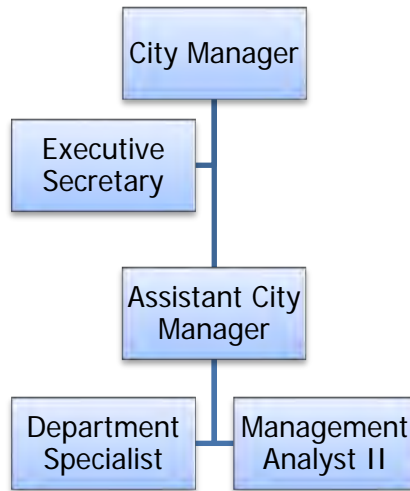 City Manager
Executive
Secretary
Assistant City
Manager
Department
Specialist
Management
Analyst II